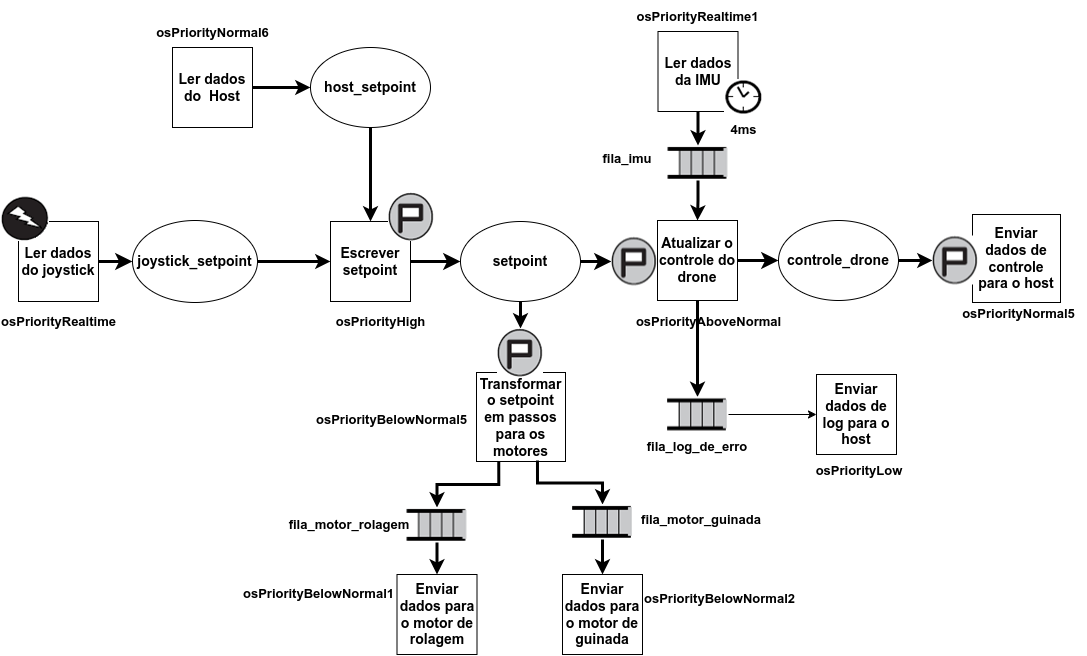 osPriorityRealtime1
osPriorityNormal6
Ler dados
do Host
host_setpoint
Ler dados
da IMU
4ms
fila_imu
P
Ler dados
do joystick
osPriorityRealtime
joystick_setpoint
Escrever
setpoint
osPriorityHigh
setpoint
P
Atualizar o
controle do
drone
osPriorityAboveNormal
controle_drone
P
Enviar
dados de
controle
para o host
osPriorityNormal5
P
Transformar
o setpoint
em passos
para os
motores
osPriorityBelowNormal5
fila_log_de_erro
Enviar
dados de
log para o
host
osPriorityLow
fila_motor_rolagem
fila_motor_guinada
osPriorityBelowNormal1
Enviar
dados para
o motor de
rolagem
Enviar
dados para
o motor de
guinada
osPriorityBelowNormal2